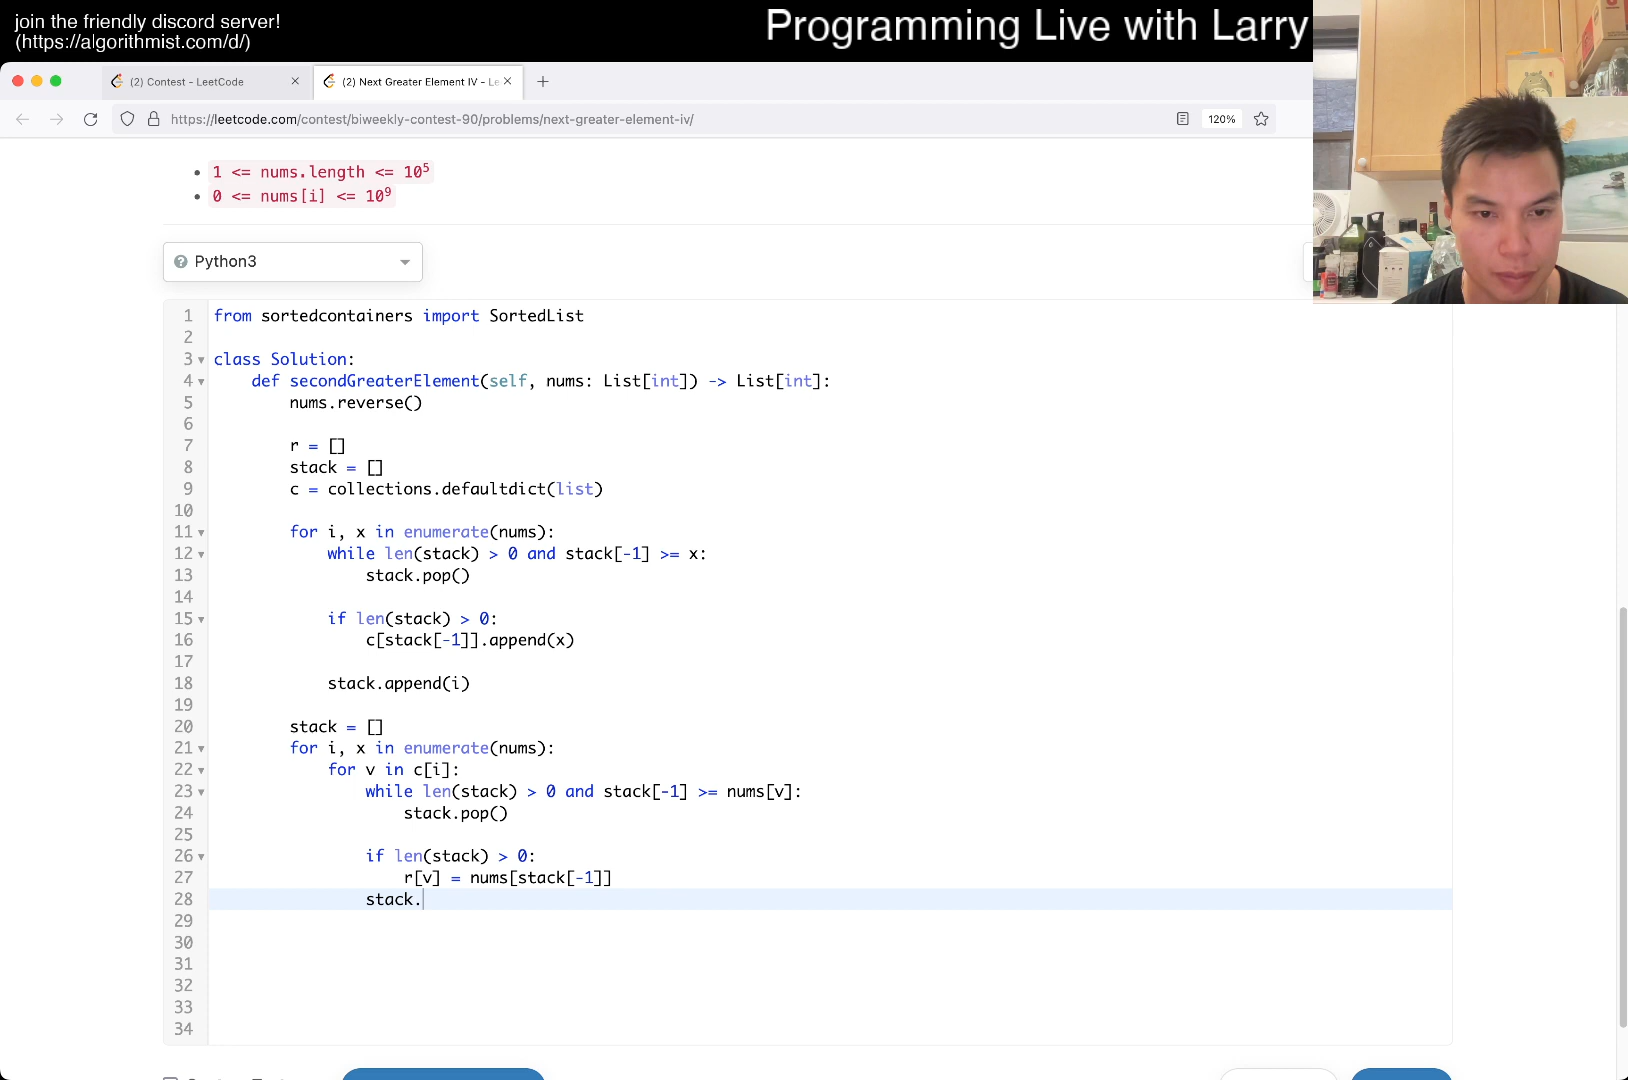 join the friendly discord server!
(https://algorithmist.com/d/)
Programming Live with Larry
(2) Contest - LeetCode
(2) Next Greater Element IV - Le
https://leetcode.com/contest/biweekly-contest-90/problems/next-greater-element-iv/
120%
1 <= nums.length <= 10^5
0 <= nums[i] <= 10^9
Python3
1 from sortedcontainers import SortedList
2
3 class Solution:
4     def secondGreaterElement(self, nums: List[int]) -> List[int]:
5         nums.reverse()
6
7         r = []
8         stack = []
9         c = collections.defaultdict(list)
10
11         for i, x in enumerate(nums):
12             while len(stack) > 0 and stack[-1] >= x:
13                 stack.pop()
14
15             if len(stack) > 0:
16                 c[stack[-1]].append(x)
17
18             stack.append(i)
19
20         stack = []
21         for i, x in enumerate(nums):
22             for v in c[i]:
23                 while len(stack) > 0 and stack[-1] >= nums[v]:
24                     stack.pop()
25
26                 if len(stack) > 0:
27                     r[v] = nums[stack[-1]]
28                 stack.
29
30
31
32
33
34